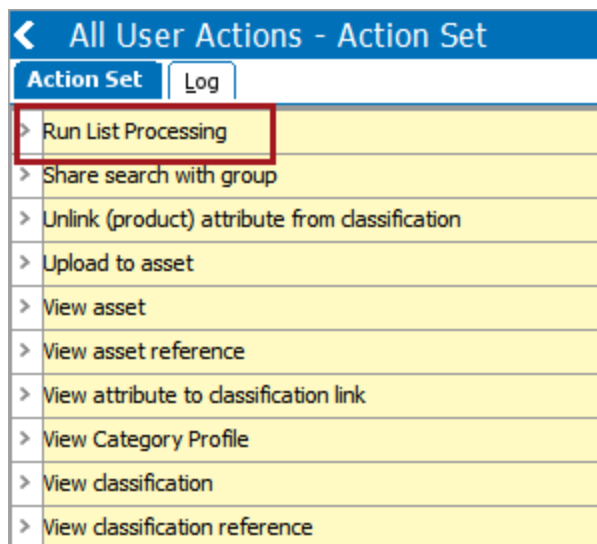 All User Actions - Action Set
Action Set Log
Run List Processing
Share search with group
Unlink (product) attribute from classification
Upload to asset
View asset
View asset reference
View attribute to classification link
View Category Profile
View classification
View classification reference